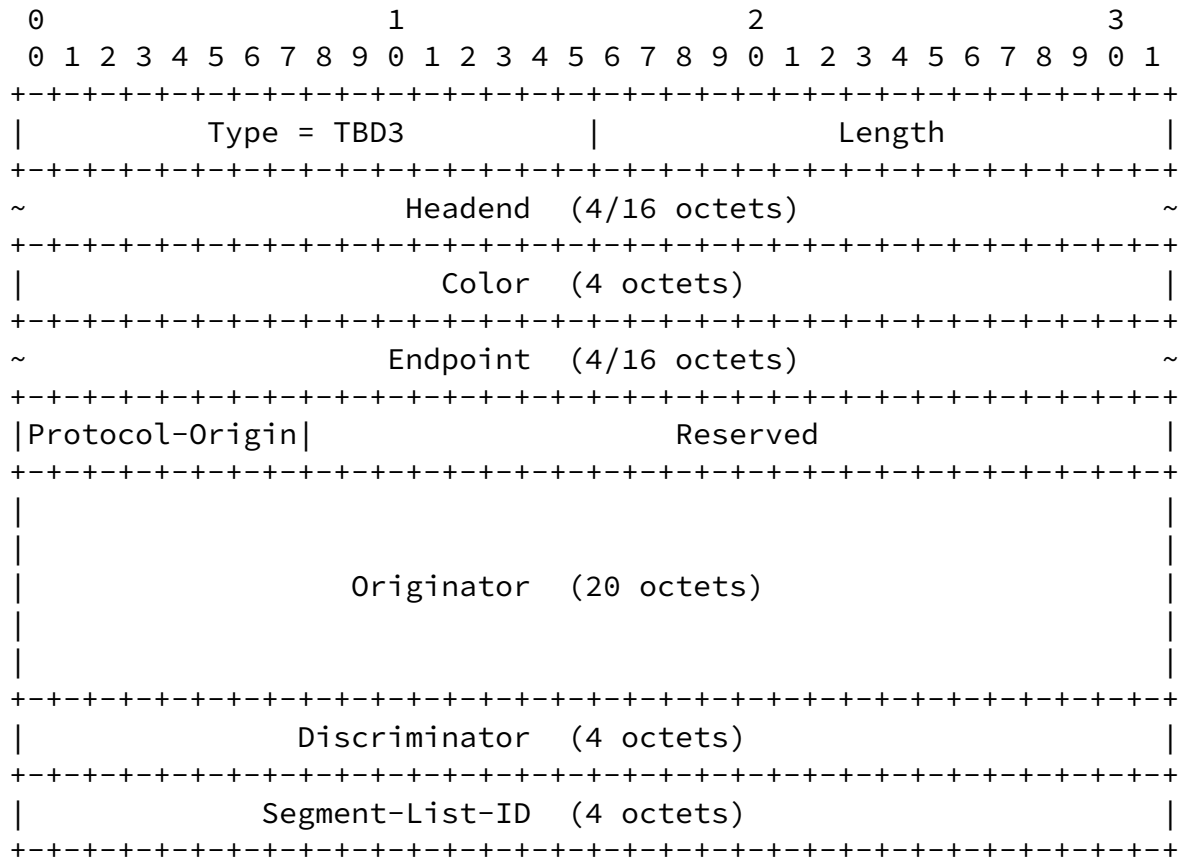 0                   1                   2                   3
 0 1 2 3 4 5 6 7 8 9 0 1 2 3 4 5 6 7 8 9 0 1 2 3 4 5 6 7 8 9 0 1
+-+-+-+-+-+-+-+-+-+-+-+-+-+-+-+-+-+-+-+-+-+-+-+-+-+-+-+-+-+-+-+-+
|          Type = TBD3          |             Length            |
+-+-+-+-+-+-+-+-+-+-+-+-+-+-+-+-+-+-+-+-+-+-+-+-+-+-+-+-+-+-+-+-+
~                     Headend  (4/16 octets)                    ~
+-+-+-+-+-+-+-+-+-+-+-+-+-+-+-+-+-+-+-+-+-+-+-+-+-+-+-+-+-+-+-+-+
|                       Color  (4 octets)                       |
+-+-+-+-+-+-+-+-+-+-+-+-+-+-+-+-+-+-+-+-+-+-+-+-+-+-+-+-+-+-+-+-+
~                    Endpoint  (4/16 octets)                    ~
+-+-+-+-+-+-+-+-+-+-+-+-+-+-+-+-+-+-+-+-+-+-+-+-+-+-+-+-+-+-+-+-+
|Protocol-Origin|                    Reserved                   |
+-+-+-+-+-+-+-+-+-+-+-+-+-+-+-+-+-+-+-+-+-+-+-+-+-+-+-+-+-+-+-+-+
|                                                               |
|                                                               |
|                  Originator  (20 octets)                      |
|                                                               |
|                                                               |
+-+-+-+-+-+-+-+-+-+-+-+-+-+-+-+-+-+-+-+-+-+-+-+-+-+-+-+-+-+-+-+-+
|               Discriminator  (4 octets)                       |
+-+-+-+-+-+-+-+-+-+-+-+-+-+-+-+-+-+-+-+-+-+-+-+-+-+-+-+-+-+-+-+-+
|             Segment-List-ID  (4 octets)                       |
+-+-+-+-+-+-+-+-+-+-+-+-+-+-+-+-+-+-+-+-+-+-+-+-+-+-+-+-+-+-+-+-+